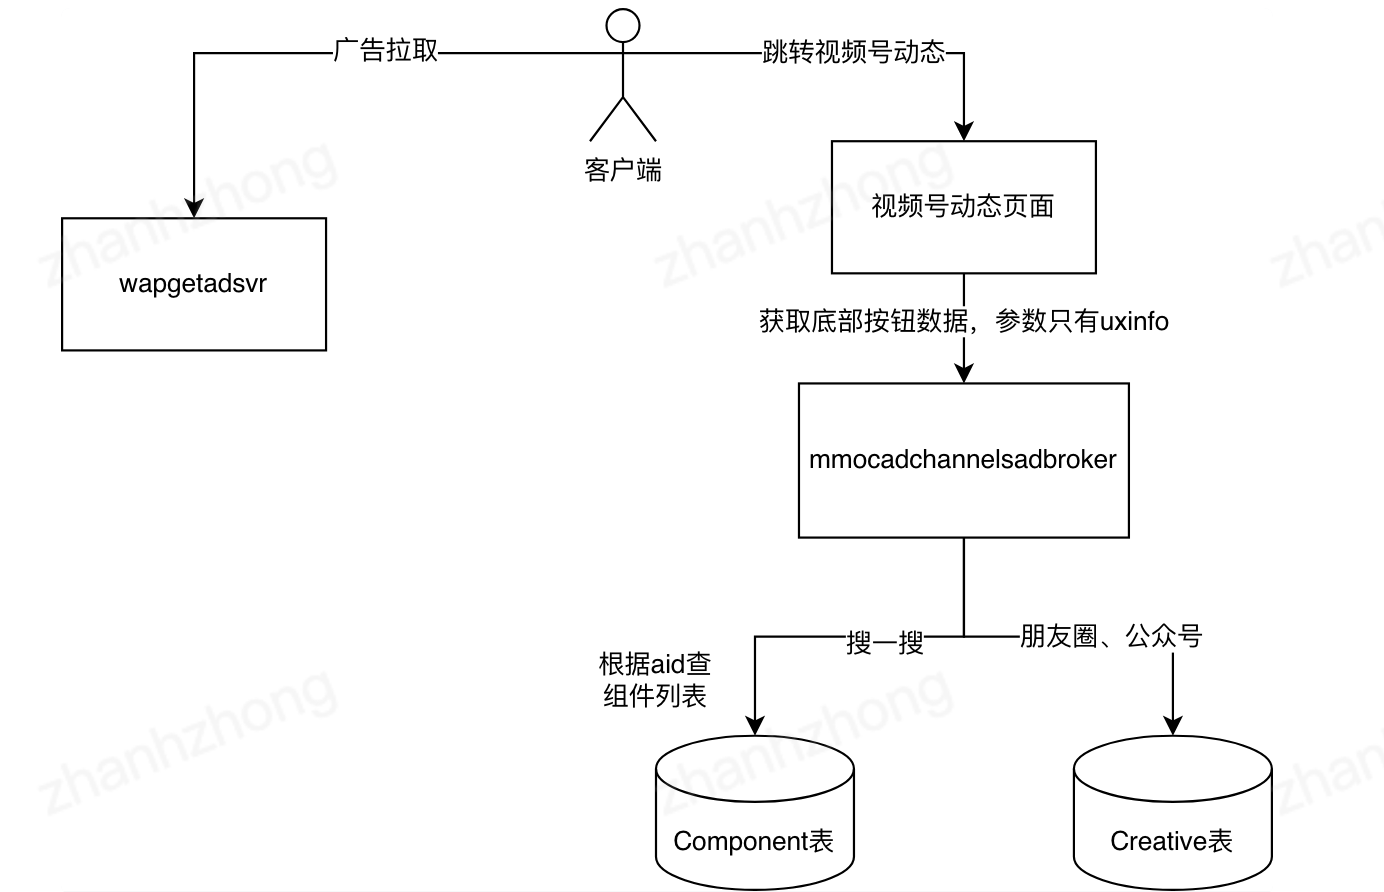 广告拉取
跳转视频号动态
客户端
视频号动态页面
wapgetadsvr
获取底部按钮数据，参数只有uxinfo
mmocadchannelsadbroker
搜一搜
朋友圈、公众号
根据aid查
组件列表
Component表
Creative表
zhanhzhong
zhanhzhong
zhanhzhong
zhanhzhong